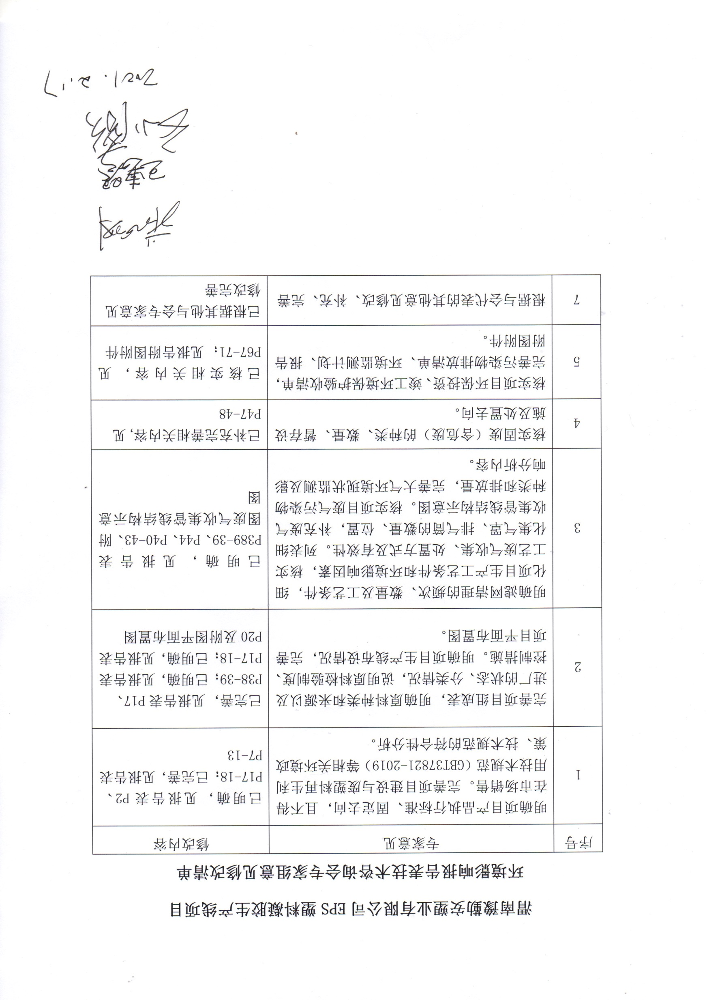 渭南豫勤安塑业有限公司 EPS 塑料凝胶生产线项目
环境影响报告表技术咨询会专家组意见修改清单
序号 专家意见 修改内容
1
明确项目产品执行标准、固定去向，且不得
在市场销售。完善项目建设与废塑料再生利
用技术规范（GBT37821-2019）等相关环境政
策、技术规范的符合性分析。
已明确，见报告表 P2、
P17-18；已完善，见报告表
P7-13
2
完善项目组成表，明确原料种类和来源以及
进厂的状态、分类情况，说明原料检验制度、
控制措施。明确项目生产线布设情况，完善
项目平面布置图。
已完善，见报告表 P17、
P38-39；已明确，见报告表
P17-18；已明确，见报告表
P20 及附图平面布置图
3
明确滤网清理的频次、数量及工艺条件，细
化项目生产工艺条件和环境影响因素，核实
工艺废气收集、处置方式及有效性。列表细
化集气罩、排气筒的数量、位置，补充废气
收集管线结构示意图。核实项目废气污染物
种类和排放量，完善大气环境现状监测及影
响分析内容。
已明确，见报告表
P389-39、P44、P40-43、附
图废气收集管线结构示意
图
4
核实固废（含危废）的种类、数量、暂存设
施及处置去向。
已补充完善相关内容，见
P47-48
5
核实项目环保投资、竣工环境保护验收清单，
完善污染物排放清单、环境监测计划、报告
附图附件。
已核实相关内容，见
P67-71；见报告附图附件
7
根据与会代表的其他意见修改、补充、完善
已根据其他与会专家意见
修改完善
2021.2.17